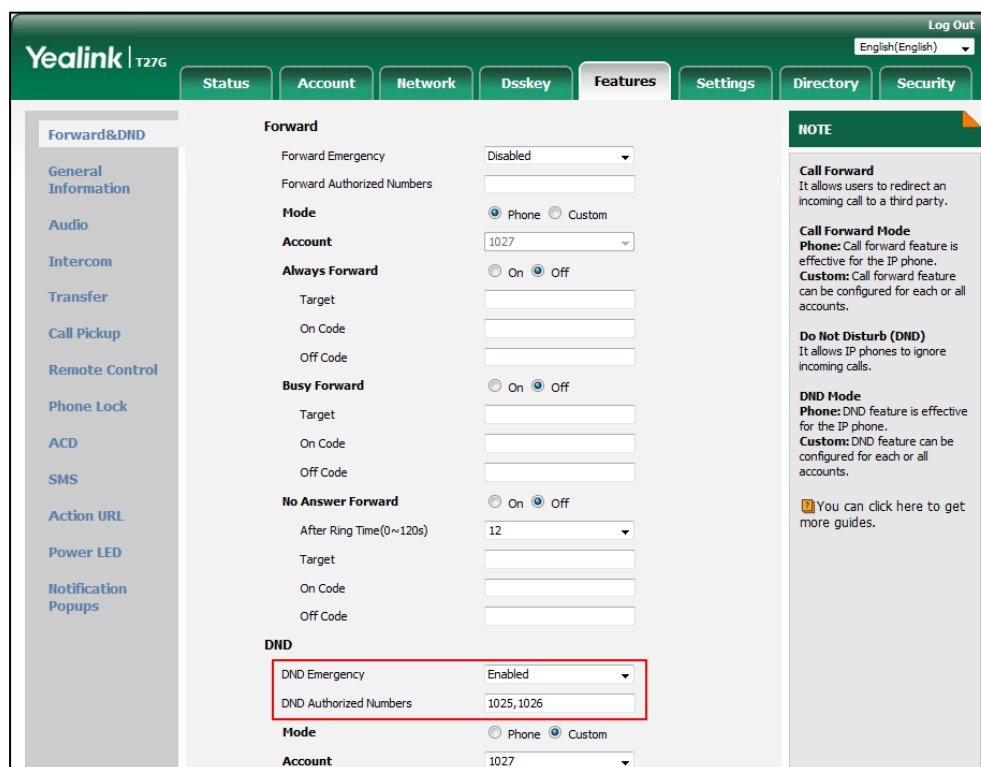 Log Out
English(English)
Yealink T27G
Status Account Network Dsskey Features Settings Directory Security
Forward&DND
General
Information
Audio
Intercom
Transfer
Call Pickup
Remote Control
Phone Lock
ACD
SMS
Action URL
Power LED
Notification
Popups
Forward
Forward Emergency Disabled
Forward Authorized Numbers
Mode Phone Custom
Account 1027
Always Forward On Off
Target
On Code
Off Code
Busy Forward On Off
Target
On Code
Off Code
No Answer Forward On Off
After Ring Time(0~120s) 12
Target
On Code
Off Code
DND
DND Emergency Enabled
DND Authorized Numbers 1025,1026
Mode Phone Custom
Account 1027
NOTE
Call Forward
It allows users to redirect an
incoming call to a third party.
Call Forward Mode
Phone: Call forward feature is
effective for the IP phone.
Custom: Call forward feature
can be configured for each or all
accounts.
Do Not Disturb (DND)
It allows IP phones to ignore
incoming calls.
DND Mode
Phone: DND feature is effective
for the IP phone.
Custom: DND feature can be
configured for each or all
accounts.
You can click here to get
more guides.